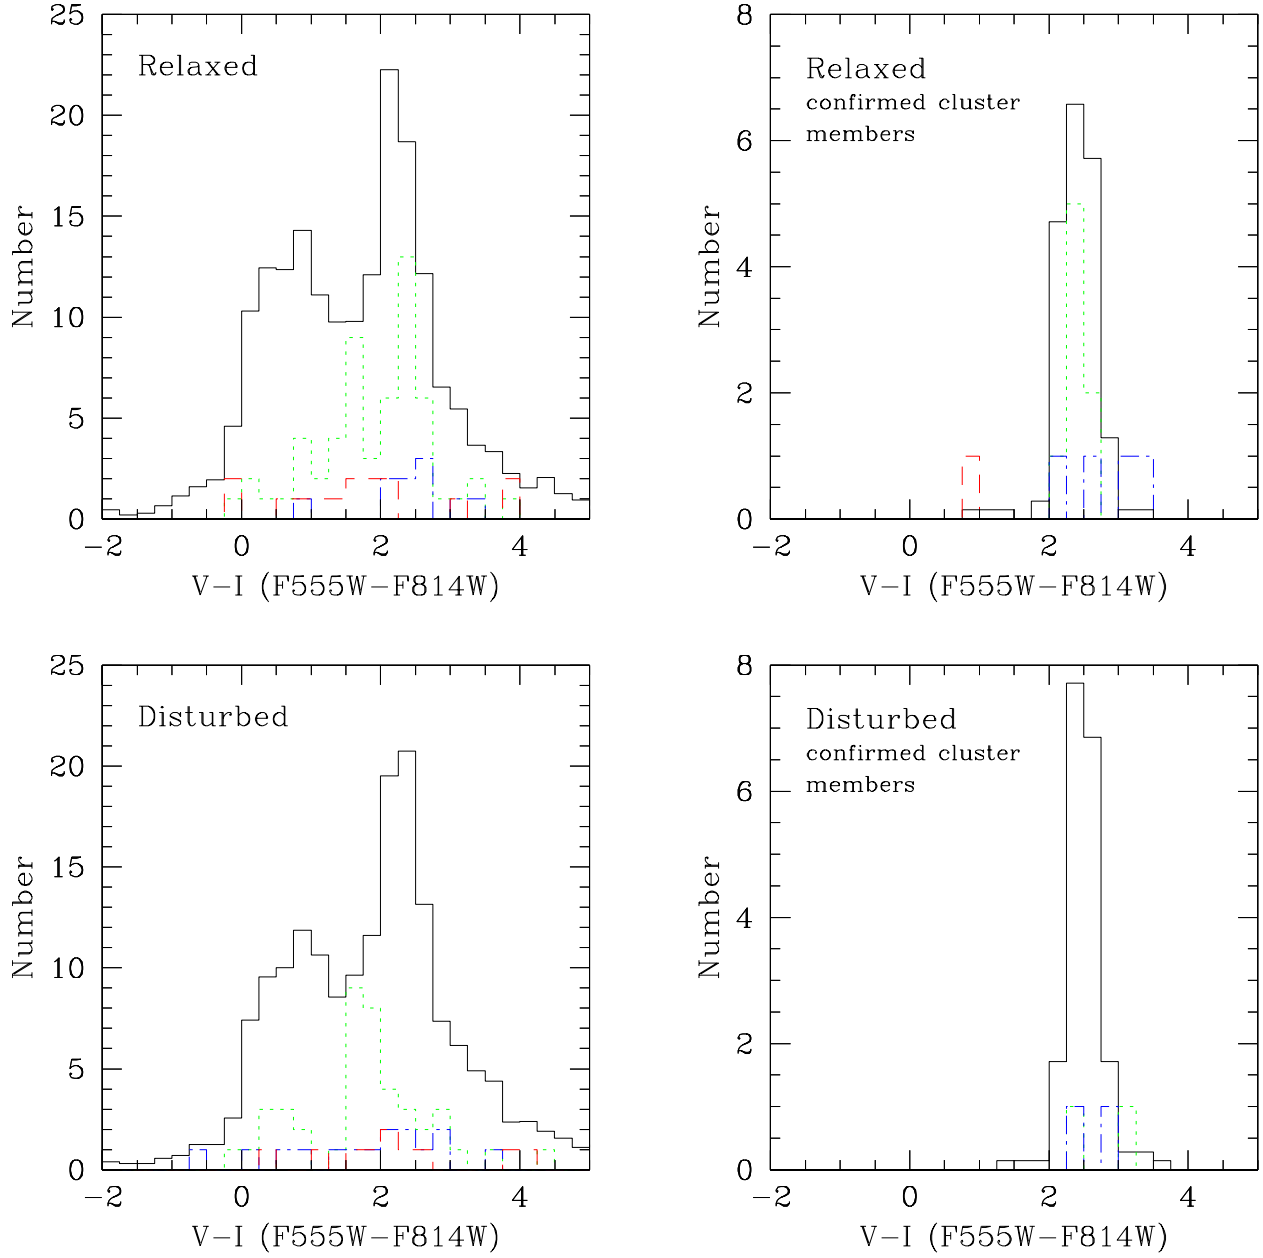 25
20
15
10
5
0
Number
Relaxed
-2
0
2
4
V-I (F555W-F814W)
8
6
4
2
0
Number
Relaxed
confirmed cluster
members
-2
0
2
4
V-I (F555W-F814W)
25
20
15
10
5
0
Number
Disturbed
-2
0
2
4
V-I (F555W-F814W)
8
6
4
2
0
Number
Disturbed
confirmed cluster
members
-2
0
2
4
V-I (F555W-F814W)